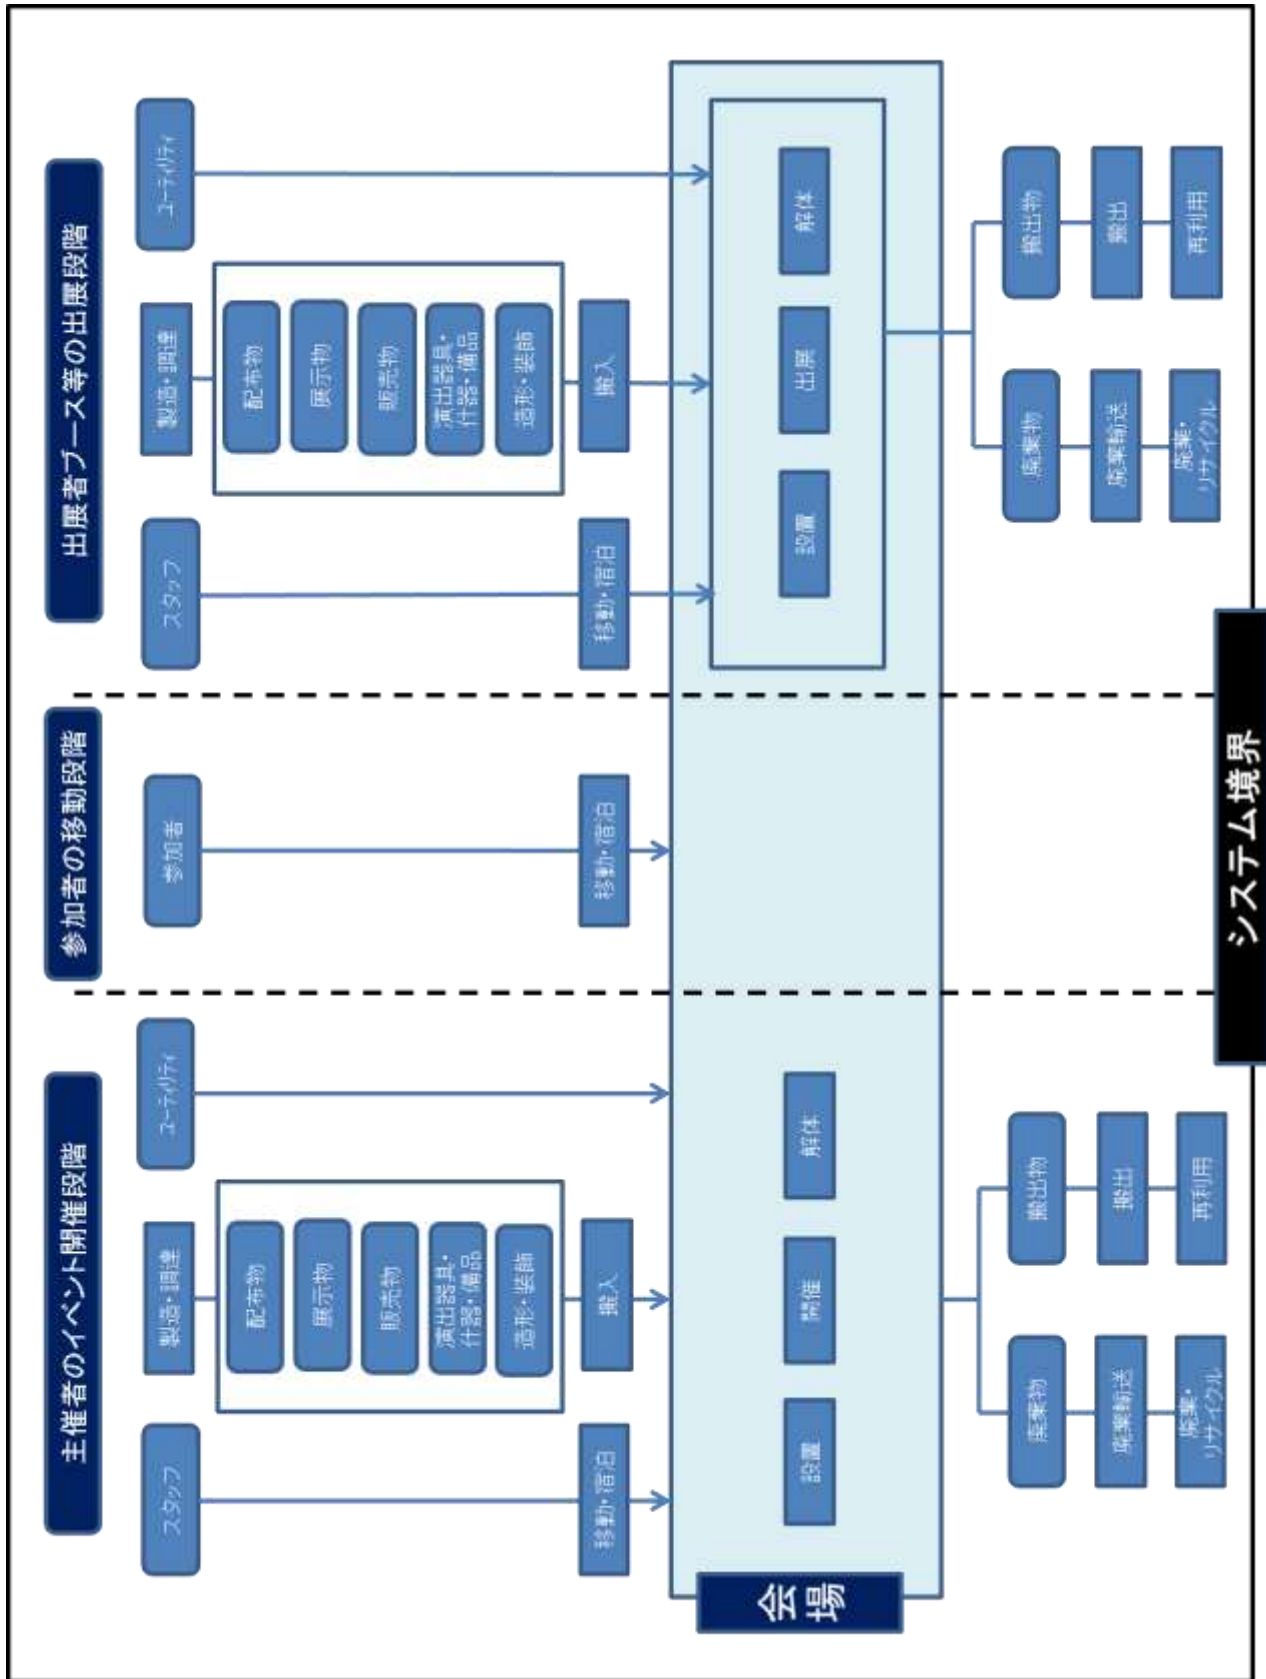 主催者のイベント開催段階
スタッフ
移動・宿泊
製造・調達
配布物
展示物
販売物
演出器具・
什器・備品
造形・装飾
搬入
ユーティリティ
参加者の移動段階
参加者
移動・宿泊
出展者ブース等の出展段階
スタッフ
移動・宿泊
製造・調達
配布物
展示物
販売物
演出器具・
什器・備品
造形・装飾
搬入
ユーティリティ
会
場
設置
開催
解体
設置
出展
解体
廃棄物
廃棄輸送
廃棄・
リサイクル
搬出物
搬出
再利用
廃棄物
廃棄輸送
廃棄・
リサイクル
搬出物
搬出
再利用
システム境界